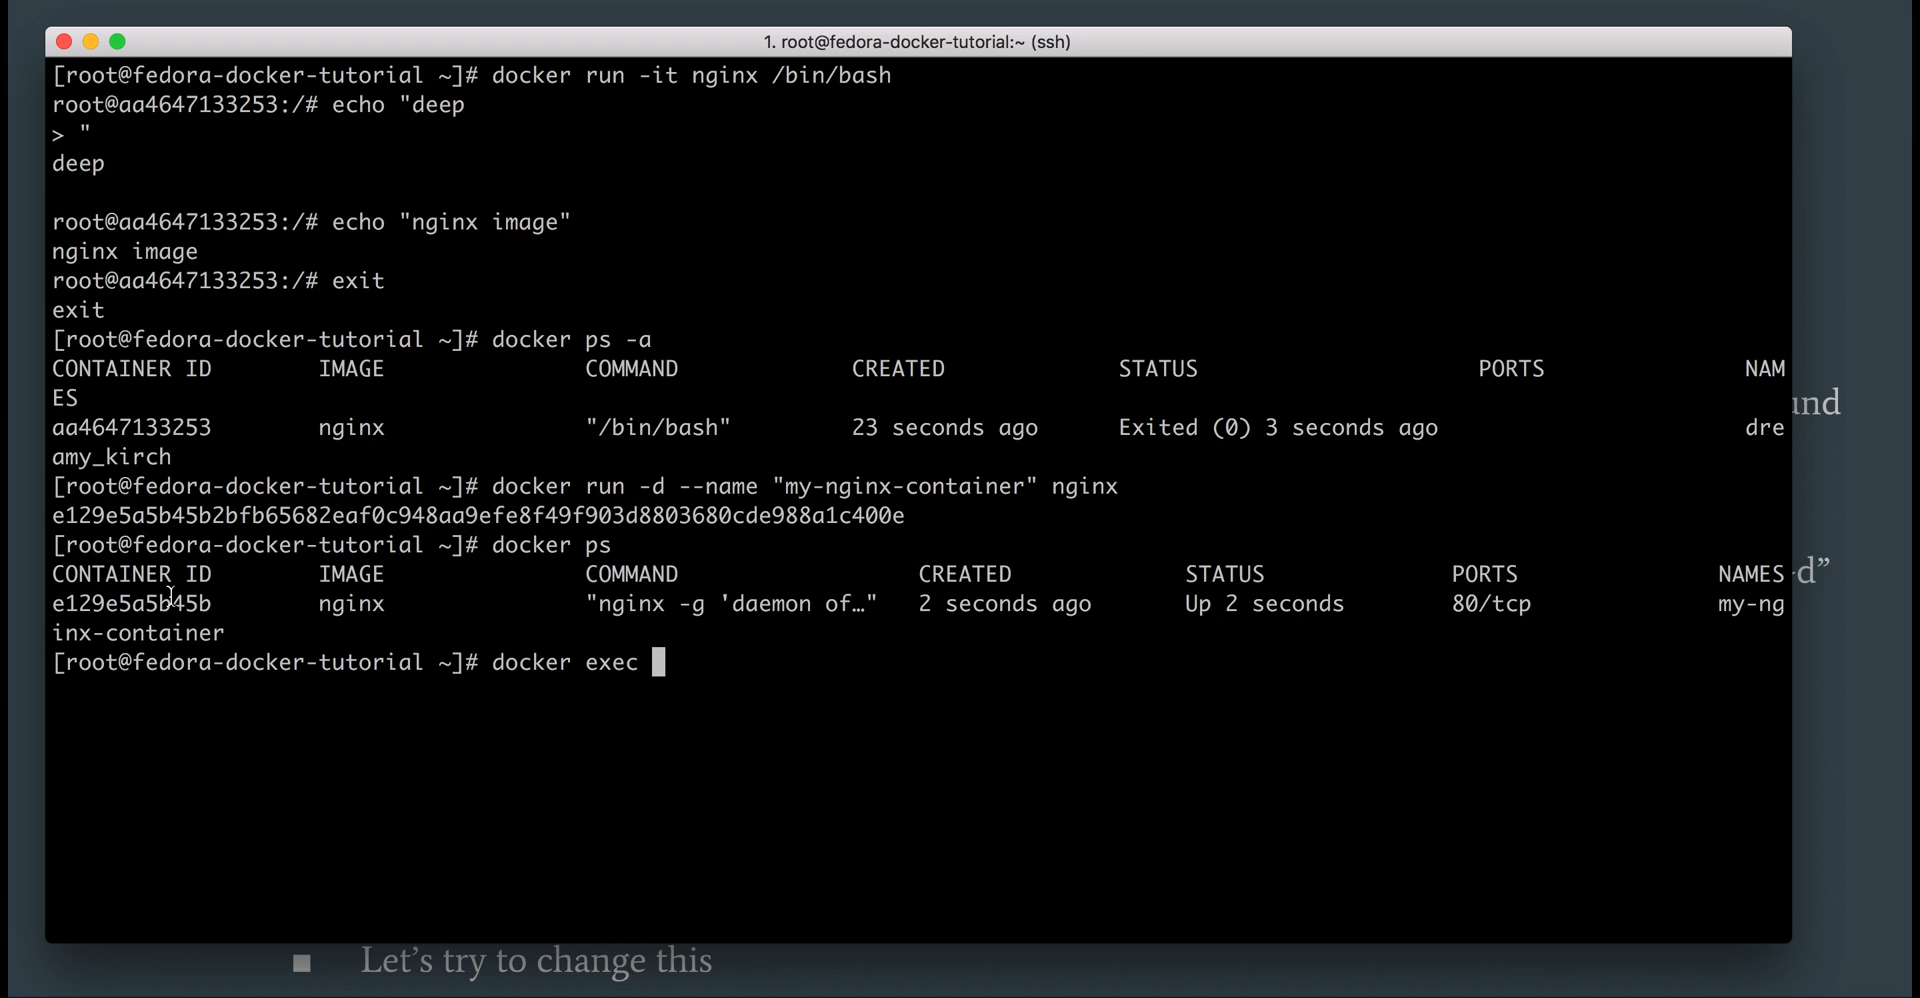 1. root@fedora-docker-tutorial:~ (ssh)
[root@fedora-docker-tutorial ~]# docker run -it nginx /bin/bash
root@aa4647133253:/# echo "deep
> "
deep
root@aa4647133253:/# echo "nginx image"
nginx image
root@aa4647133253:/# exit
exit
[root@fedora-docker-tutorial ~]# docker ps -a
CONTAINER ID IMAGE COMMAND CREATED STATUS PORTS NAM
ES
aa4647133253 nginx "/bin/bash" 23 seconds ago Exited (0) 3 seconds ago dre
amy_kirch
[root@fedora-docker-tutorial ~]# docker run -d --name "my-nginx-container" nginx
e129e5a5b45b2bfb65682eaf0c948aa9efe8f49f903d8803680cde988a1c400e
[root@fedora-docker-tutorial ~]# docker ps
CONTAINER ID IMAGE COMMAND CREATED STATUS PORTS NAMES
e129e5a5b45b nginx "nginx -g 'daemon of…" 2 seconds ago Up 2 seconds 80/tcp my-ng
inx-container
[root@fedora-docker-tutorial ~]# docker exec
■ Let’s try to change this